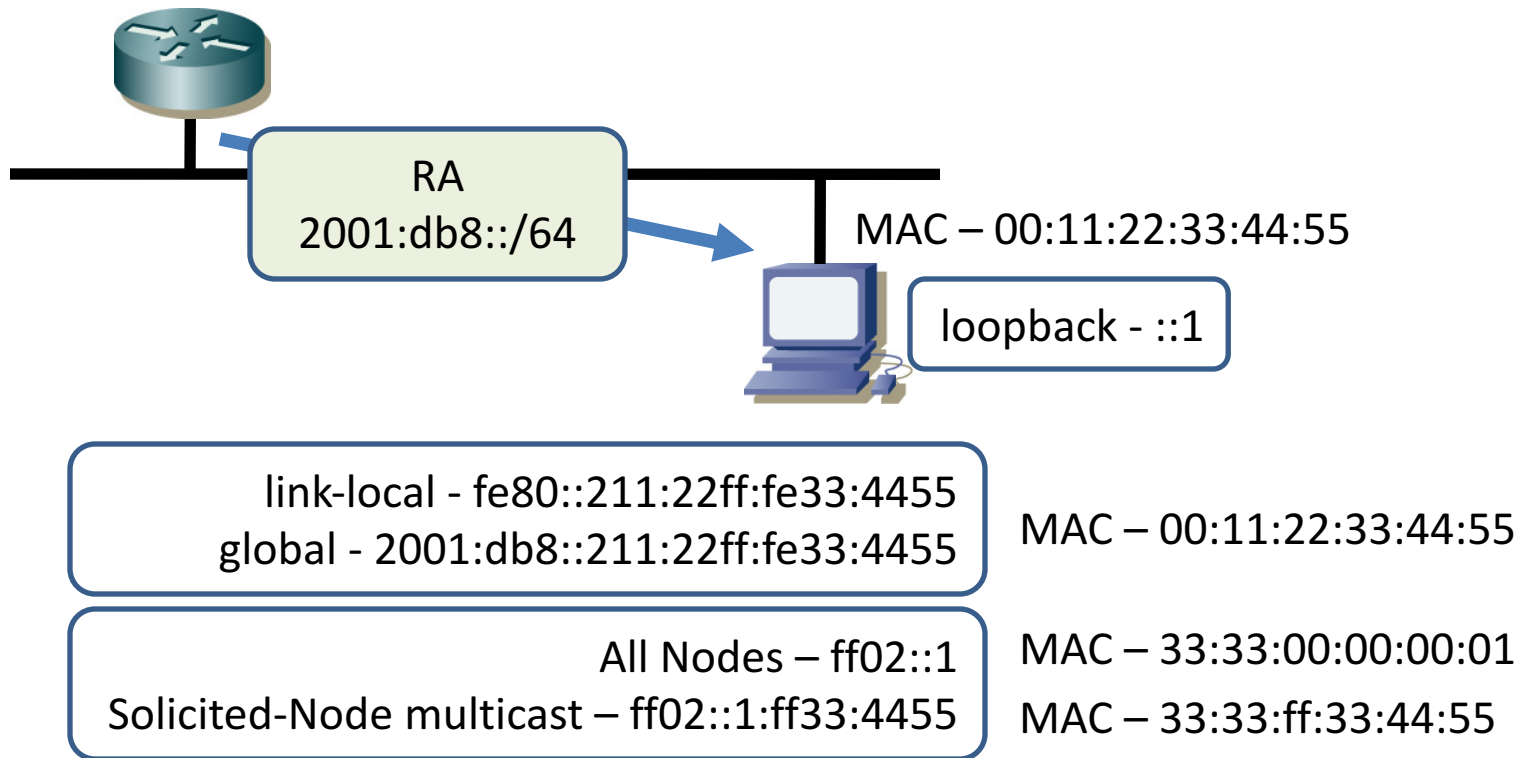 RA
2001:db8::/64
MAC – 00:11:22:33:44:55
loopback - ::1
link-local - fe80::211:22ff:fe33:4455
global - 2001:db8::211:22ff:fe33:4455
MAC – 00:11:22:33:44:55
All Nodes – ff02::1
MAC – 33:33:00:00:00:01
Solicited-Node multicast – ff02::1:ff33:4455
MAC – 33:33:ff:33:44:55